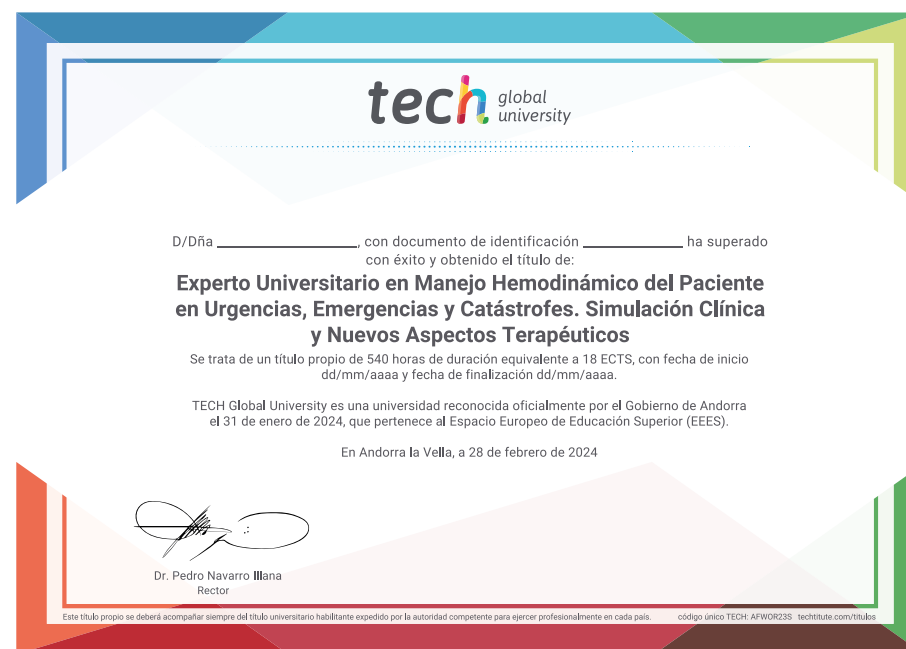 tech global
university
D/Dña ____________________, con documento de identificación ______________ ha superado
con éxito y obtenido el título de:
Experto Universitario en Manejo Hemodinámico del Paciente
en Urgencias, Emergencias y Catástrofes. Simulación Clínica
y Nuevos Aspectos Terapéuticos
Se trata de un título propio de 540 horas de duración equivalente a 18 ECTS, con fecha de inicio
dd/mm/aaaa y fecha de finalización dd/mm/aaaa.
TECH Global University es una universidad reconocida oficialmente por el Gobierno de Andorra
el 31 de enero de 2024, que pertenece al Espacio Europeo de Educación Superior (EEES).
En Andorra la Vella, a 28 de febrero de 2024
Dr. Pedro Navarro Illana
Rector
Este título propio se deberá acompañar siempre del título universitario habilitante expedido por la autoridad competente para ejercer profesionalmente en cada país. código único TECH: AFWOR23S techtitute.com/titulos